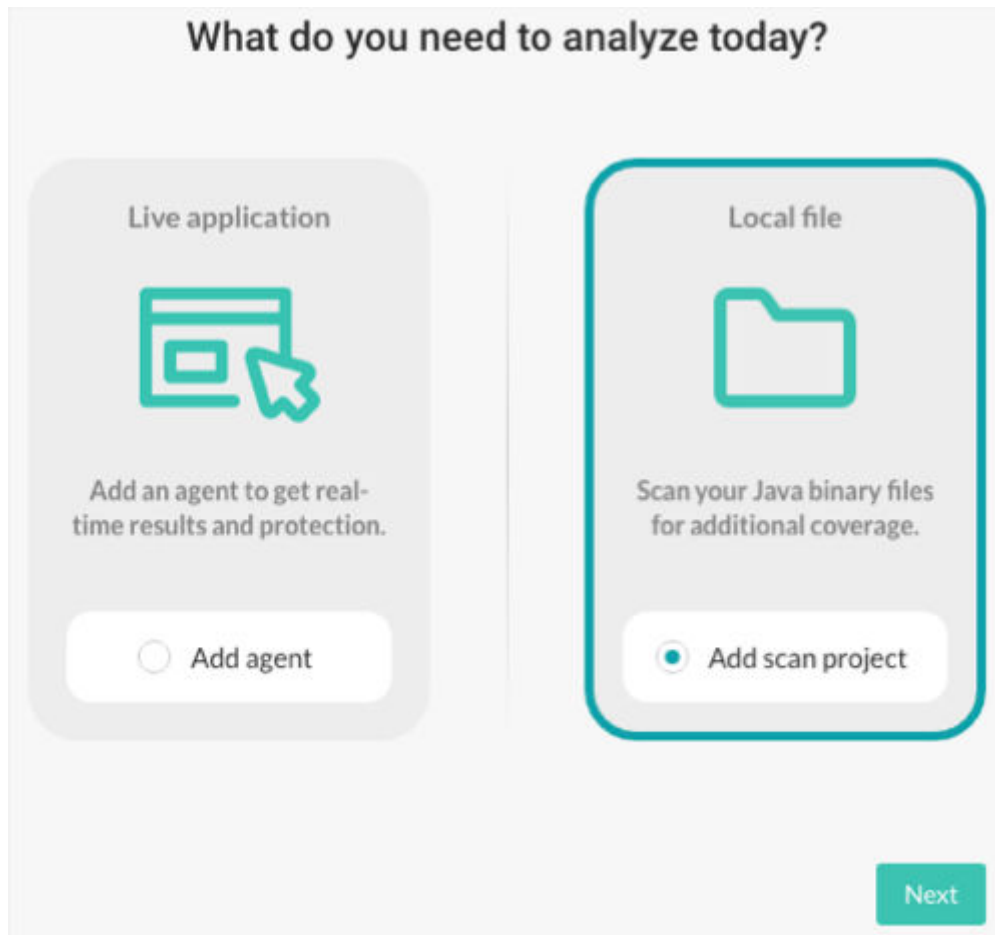 What do you need to analyze today?
Live application
Add an agent to get real-
time results and protection.
Add agent
Local file
Scan your Java binary files
for additional coverage.
Add scan project
Next